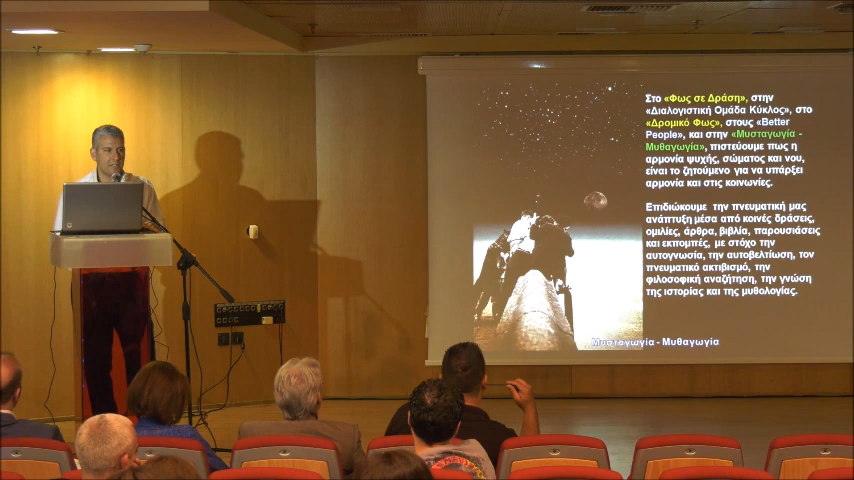 Στο «Φως σε Δράση», στην
«Διαλογιστική Ομάδα Κύκλος», στο
«Δρομικό Φως», στους «Better
People», και στην «Μυσταγωγία -
Μυθαγωγία», πιστεύουμε πως η
αρμονία ψυχής, σώματος και νου,
είναι το ζητούμενο για να υπάρξει
αρμονία και στις κοινωνίες.
Επιδιώκουμε την πνευματική μας
ανάπτυξη μέσα από κοινές δράσεις,
ομιλίες, άρθρα, βιβλία, παρουσιάσεις
και εκπομπές, με στόχο την
αυτογνωσία, την αυτοβελτίωση, τον
πνευματικό ακτιβισμό, την
φιλοσοφική αναζήτηση, την γνώση
της ιστορίας και της μυθολογίας.
Μυσταγωγία - Μυθαγωγία